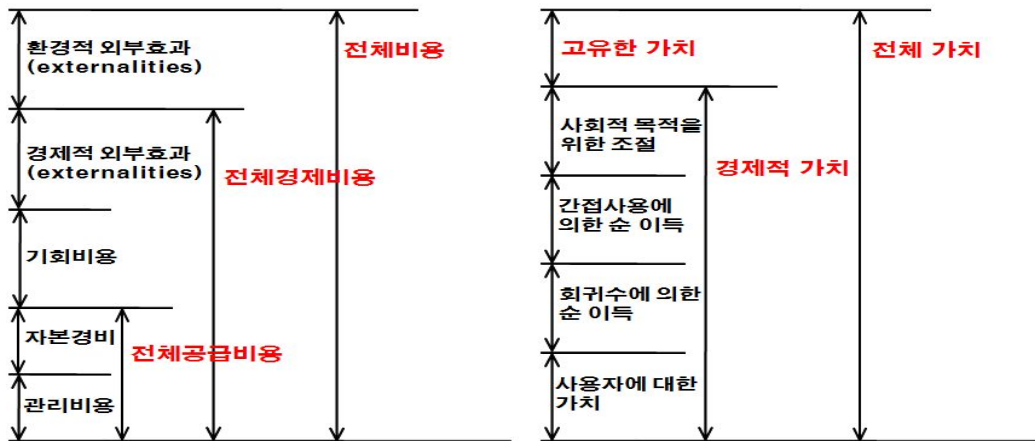 환경적 외부효과
(externalities)
전체비용
경제적 외부효과
(externalities)
전체경제비용
기회비용
자본경비
전체공급비용
관리비용
고유한 가치
전체 가치
사회적 목적을
위한 조절
경제적 가치
간접사용에
의한 순 이득
회귀수에 의한
순 이득
사용자에 대한
가치